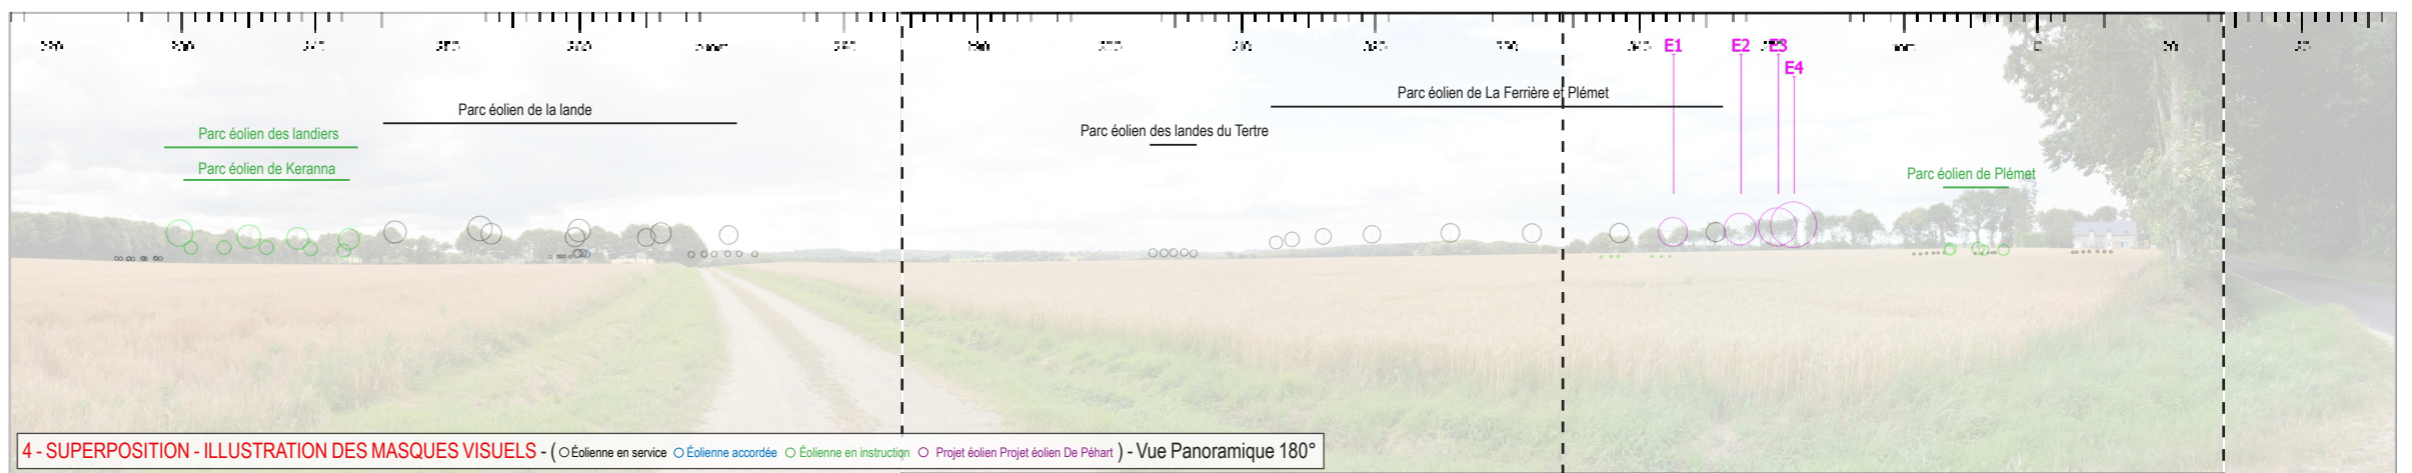 E1 E2 E3
E4
Parc éolien de La Ferrière et Plémet
Parc éolien de la lande
Parc éolien des landes du Tertre
Parc éolien des landiers
Parc éolien de Keranna
Parc éolien de Plémet
4 - SUPERPOSITION - ILLUSTRATION DES MASQUES VISUELS - ( Éolienne en service Éolienne accordée Éolienne en instruction Projet éolien Projet éolien De Péhart ) - Vue Panoramique 180°